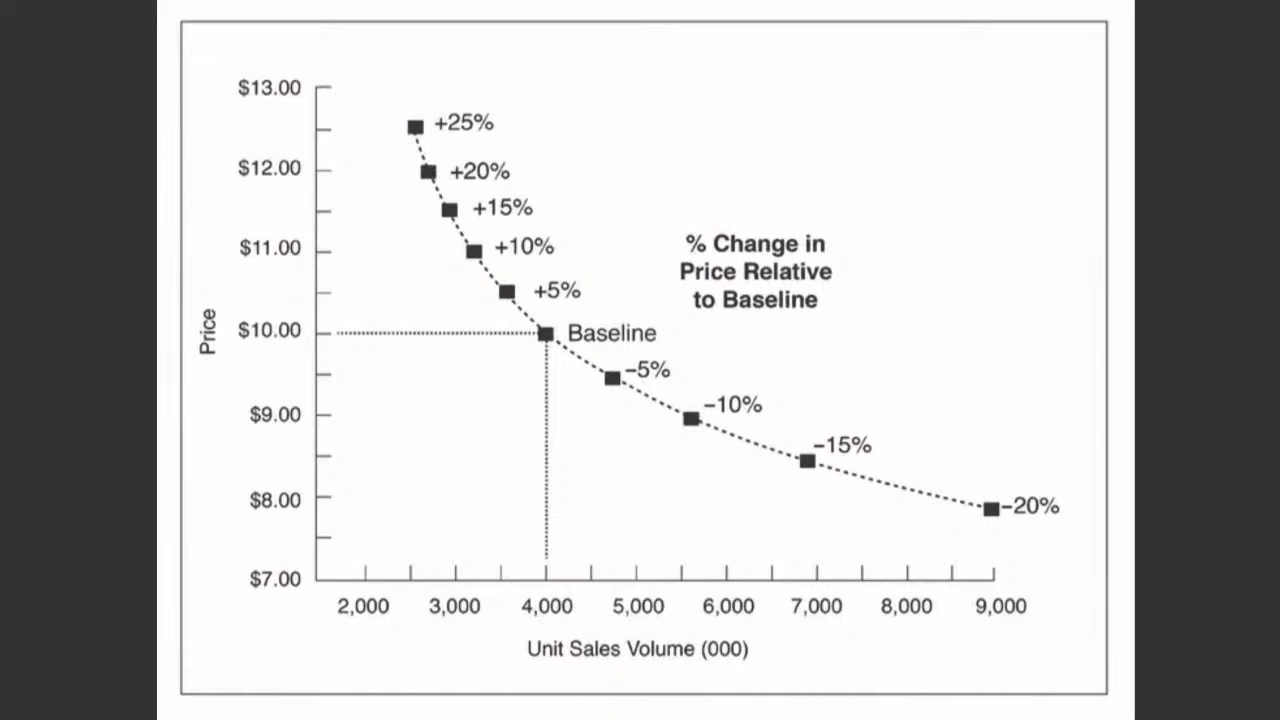 $13.00
+25%
$12.00
+20%
+15%
$11.00
+10%
% Change in
Price Relative
to Baseline
+5%
Price
$10.00
Baseline
–5%
$9.00
–10%
–15%
$8.00
–20%
$7.00
2,000 3,000 4,000 5,000 6,000 7,000 8,000 9,000
Unit Sales Volume (000)